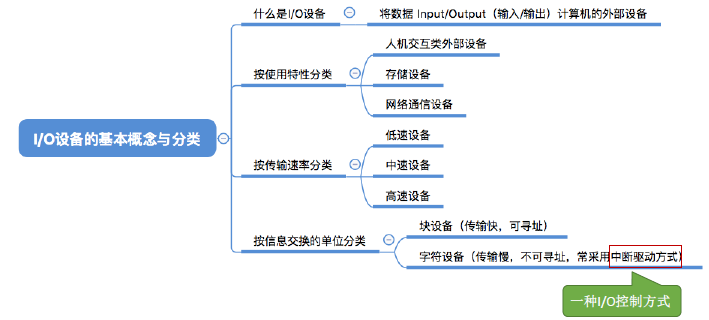 I/O设备的基本概念与分类
什么是I/O设备
将数据 Input/Output（输入/输出）计算机的外部设备
按使用特性分类
人机交互类外部设备
存储设备
网络通信设备
按传输速率分类
低速设备
中速设备
高速设备
按信息交换的单位分类
块设备（传输快，可寻址）
字符设备（传输慢，不可寻址，常采用中断驱动方式）
一种I/O控制方式